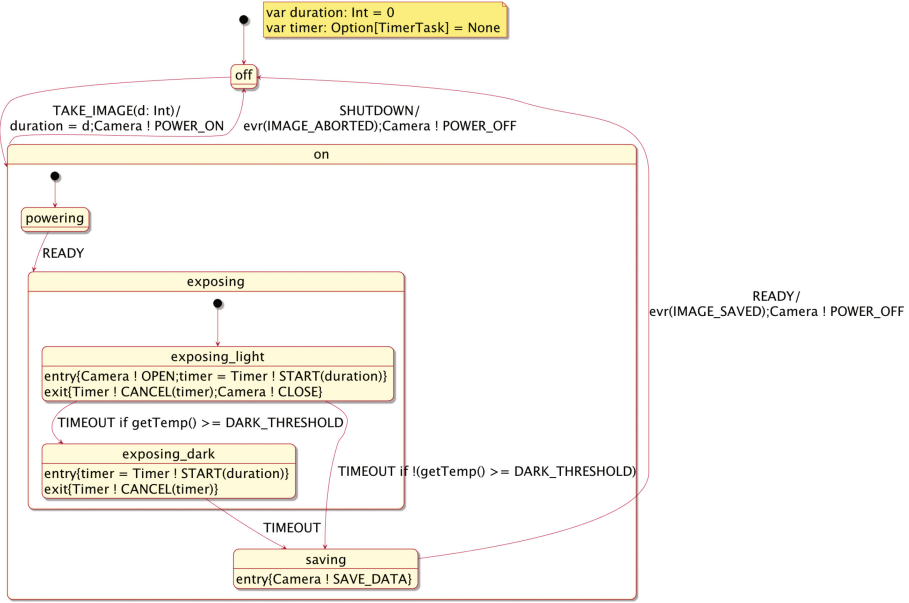 var duration: Int = 0
var timer: Option[TimerTask] = None
off
TAKE_IMAGE(d: Int)/
duration = d;Camera ! POWER_ON
SHUTDOWN/
evr(IMAGE_ABORTED);Camera ! POWER_OFF
on
powering
READY
exposing
READY/
evr(IMAGE_SAVED);Camera ! POWER_OFF
exposing_light
entry{Camera ! OPEN;timer = Timer ! START(duration)}
exit{Timer ! CANCEL(timer);Camera ! CLOSE}
TIMEOUT if getTemp() >= DARK_THRESHOLD
exposing_dark
entry{timer = Timer ! START(duration)}
exit{Timer ! CANCEL(timer)}
TIMEOUT if !(getTemp() >= DARK_THRESHOLD)
TIMEOUT
saving
entry{Camera ! SAVE_DATA}